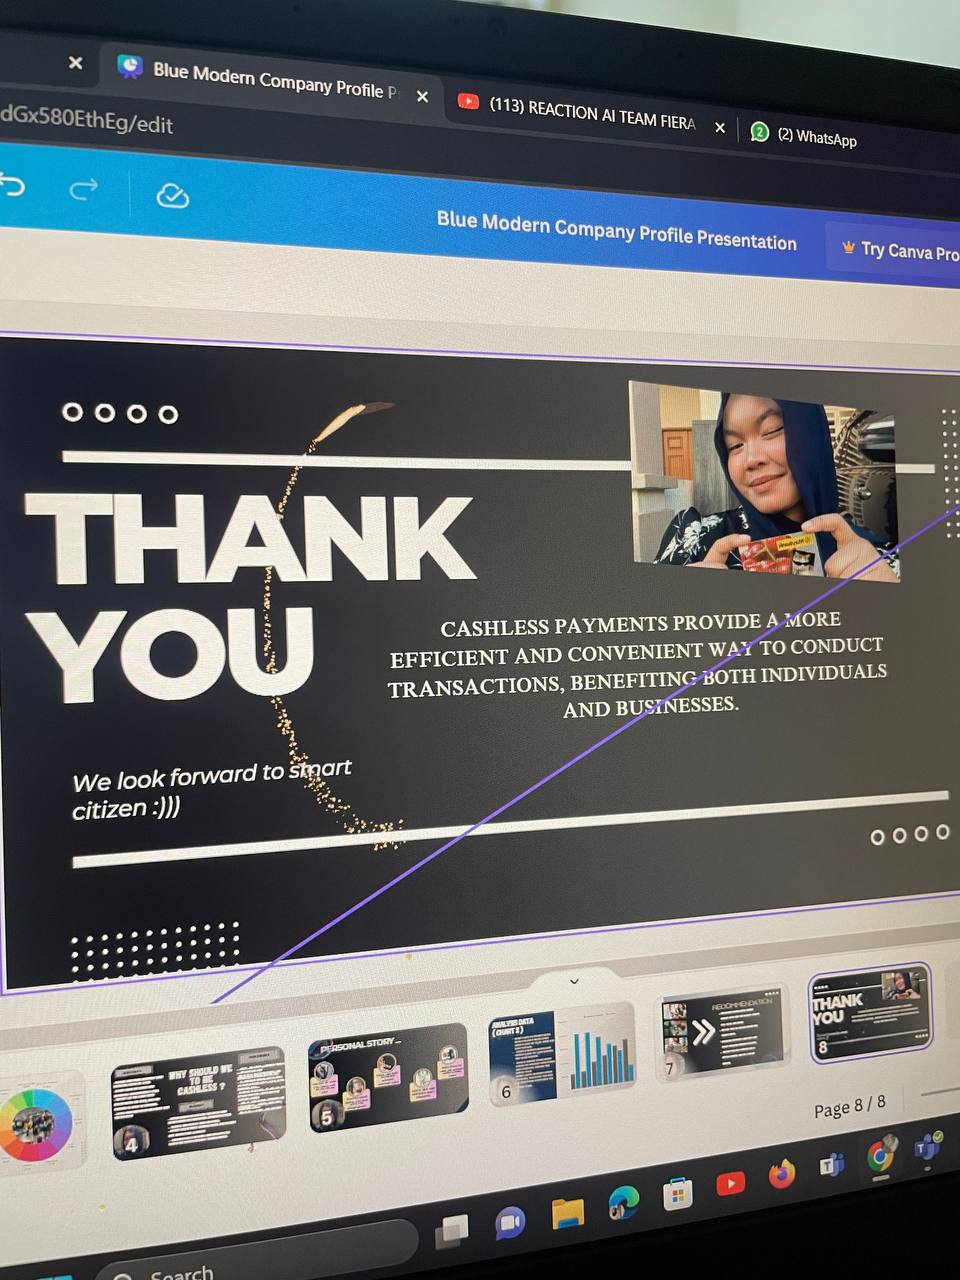 Blue Modern Company Profile P
(113) REACTION AI TEAM FIERA
(2) WhatsApp
dGx580EthEg/edit
Blue Modern Company Profile Presentation
Try Canva Pro
THANK
YOU
CASHLESS PAYMENTS PROVIDE A MORE
EFFICIENT AND CONVENIENT WAY TO CONDUCT
TRANSACTIONS, BENEFITING BOTH INDIVIDUALS
AND BUSINESSES.
We look forward to smart
citizen :)))
WHY SHOULD WE
TO BE
CASHLESS ?
4
PERSONAL STORY ...
5
ANALYSIS DATA
(CHART 2)
6
RECOMMENDATION
7
THANK
YOU
8
Page 8 / 8
Search